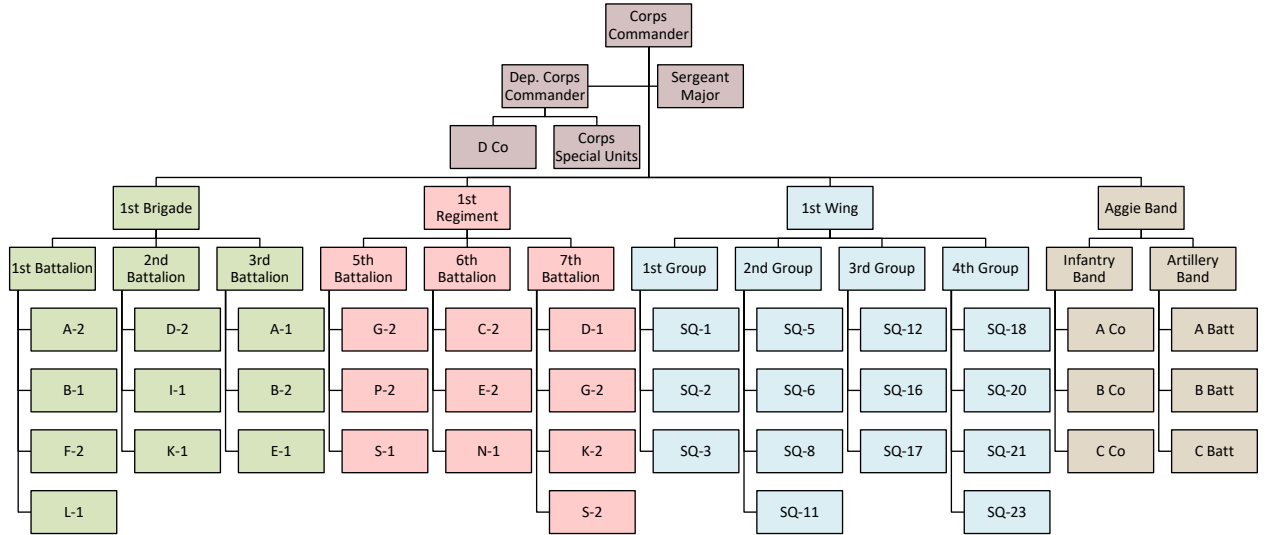 Corps
Commander
Dep. Corps
Commander
Sergeant
Major
D Co
Corps
Special Units
1st Brigade
1st
Regiment
1st Wing
Aggie Band
1st Battalion
2nd
Battalion
3rd
Battalion
5th
Battalion
6th
Battalion
7th
Battalion
1st Group
2nd Group
3rd Group
4th Group
Infantry
Band
Artillery
Band
A-2
D-2
A-1
G-2
C-2
D-1
SQ-1
SQ-5
SQ-12
SQ-18
A Co
A Batt
B-1
I-1
B-2
P-2
E-2
G-2
SQ-2
SQ-6
SQ-16
SQ-20
B Co
B Batt
F-2
K-1
E-1
S-1
N-1
K-2
SQ-3
SQ-8
SQ-17
SQ-21
C Co
C Batt
L-1
S-2
SQ-11
SQ-23